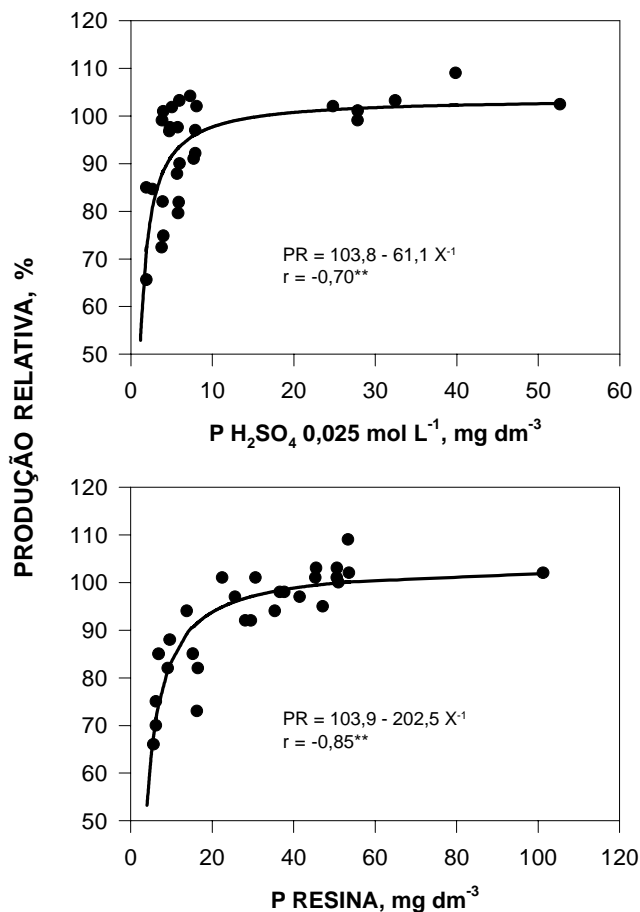 120
110
100
90
80
70
60
50
PR = 103,8 - 61,1 X⁻¹
r = -0,70**
0 10 20 30 40 50 60
P H₂SO₄ 0,025 mol L⁻¹, mg dm⁻³
PRODUÇÃO RELATIVA, %
120
110
100
90
80
70
60
50
PR = 103,9 - 202,5 X⁻¹
r = -0,85**
0 20 40 60 80 100 120
P RESINA, mg dm⁻³